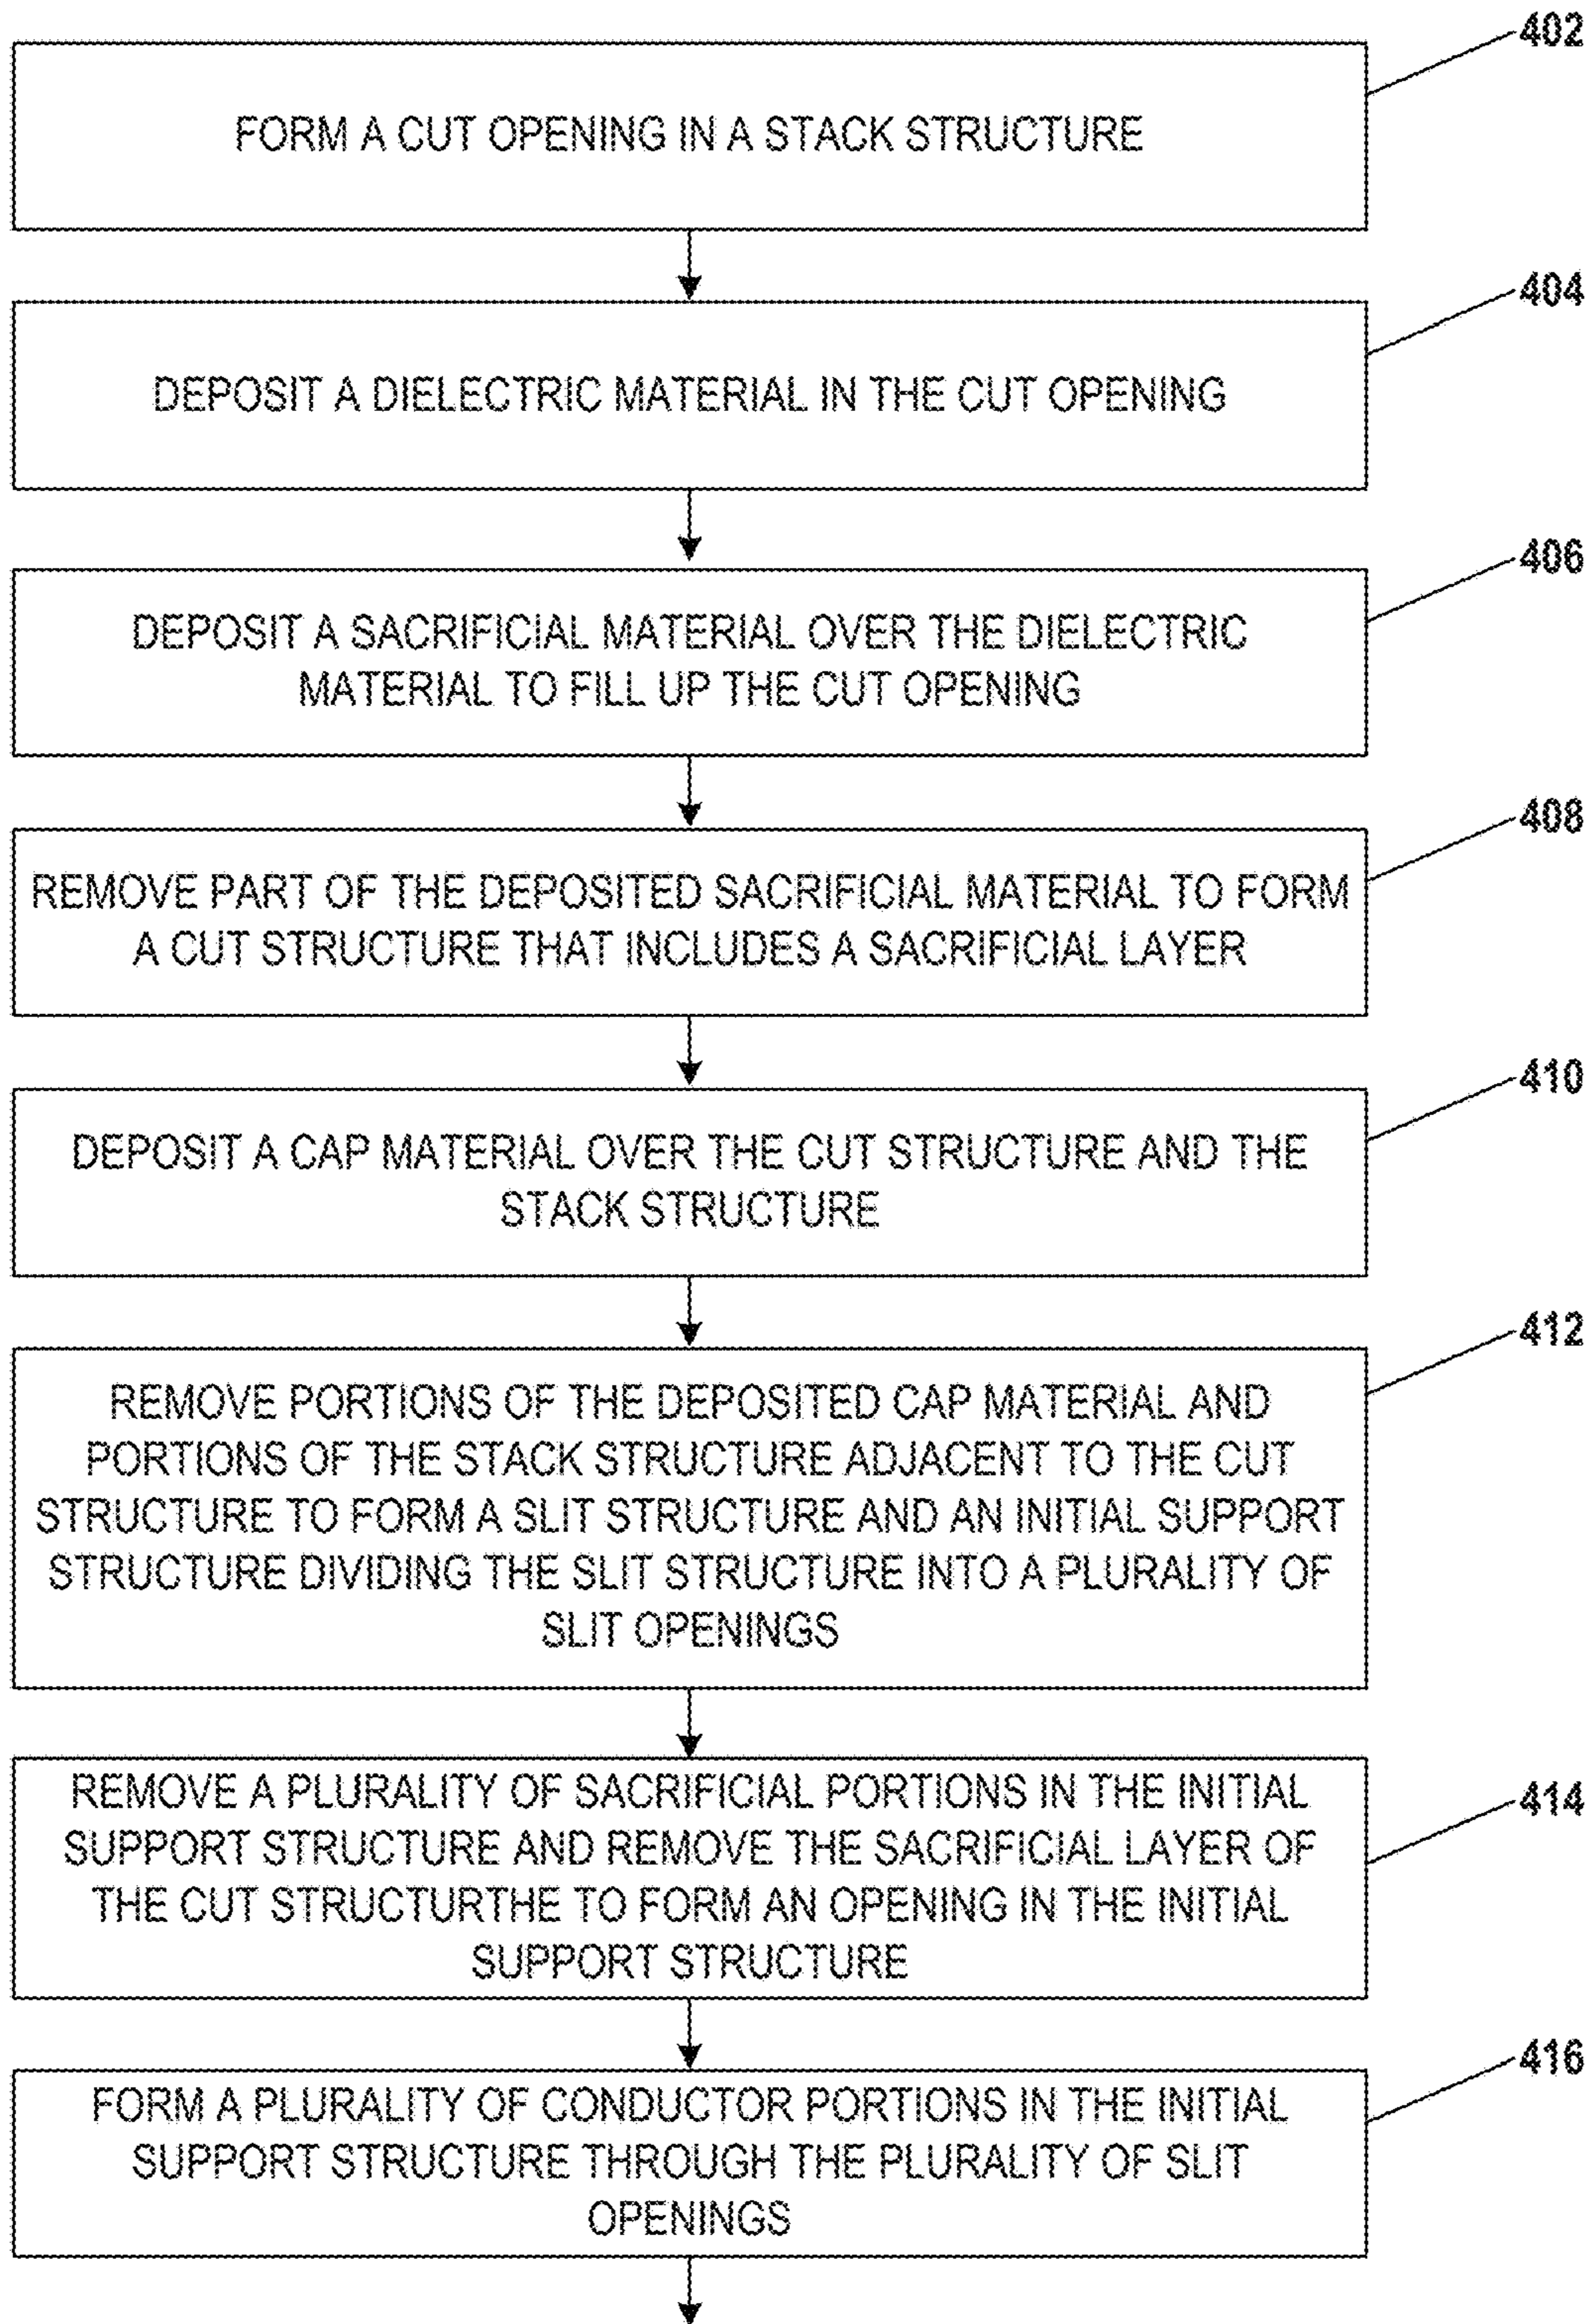 402
FORM A CUT OPENING IN A STACK STRUCTURE
404
DEPOSIT A DIELECTRIC MATERIAL IN THE CUT OPENING
406
DEPOSIT A SACRIFICIAL MATERIAL OVER THE DIELECTRIC
MATERIAL TO FILL UP THE CUT OPENING
408
REMOVE PART OF THE DEPOSITED SACRIFICIAL MATERIAL TO FORM
A CUT STRUCTURE THAT INCLUDES A SACRIFICIAL LAYER
410
DEPOSIT A CAP MATERIAL OVER THE CUT STRUCTURE AND THE
STACK STRUCTURE
412
REMOVE PORTIONS OF THE DEPOSITED CAP MATERIAL AND
PORTIONS OF THE STACK STRUCTURE ADJACENT TO THE CUT
STRUCTURE TO FORM A SLIT STRUCTURE AND AN INITIAL SUPPORT
STRUCTURE DIVIDING THE SLIT STRUCTURE INTO A PLURALITY OF
SLIT OPENINGS
414
REMOVE A PLURALITY OF SACRIFICIAL PORTIONS IN THE INITIAL
SUPPORT STRUCTURE AND REMOVE THE SACRIFICIAL LAYER OF
THE CUT STRUCTURTHE TO FORM AN OPENING IN THE INITIAL
SUPPORT STRUCTURE
416
FORM A PLURALITY OF CONDUCTOR PORTIONS IN THE INITIAL
SUPPORT STRUCTURE THROUGH THE PLURALITY OF SLIT
OPENINGS